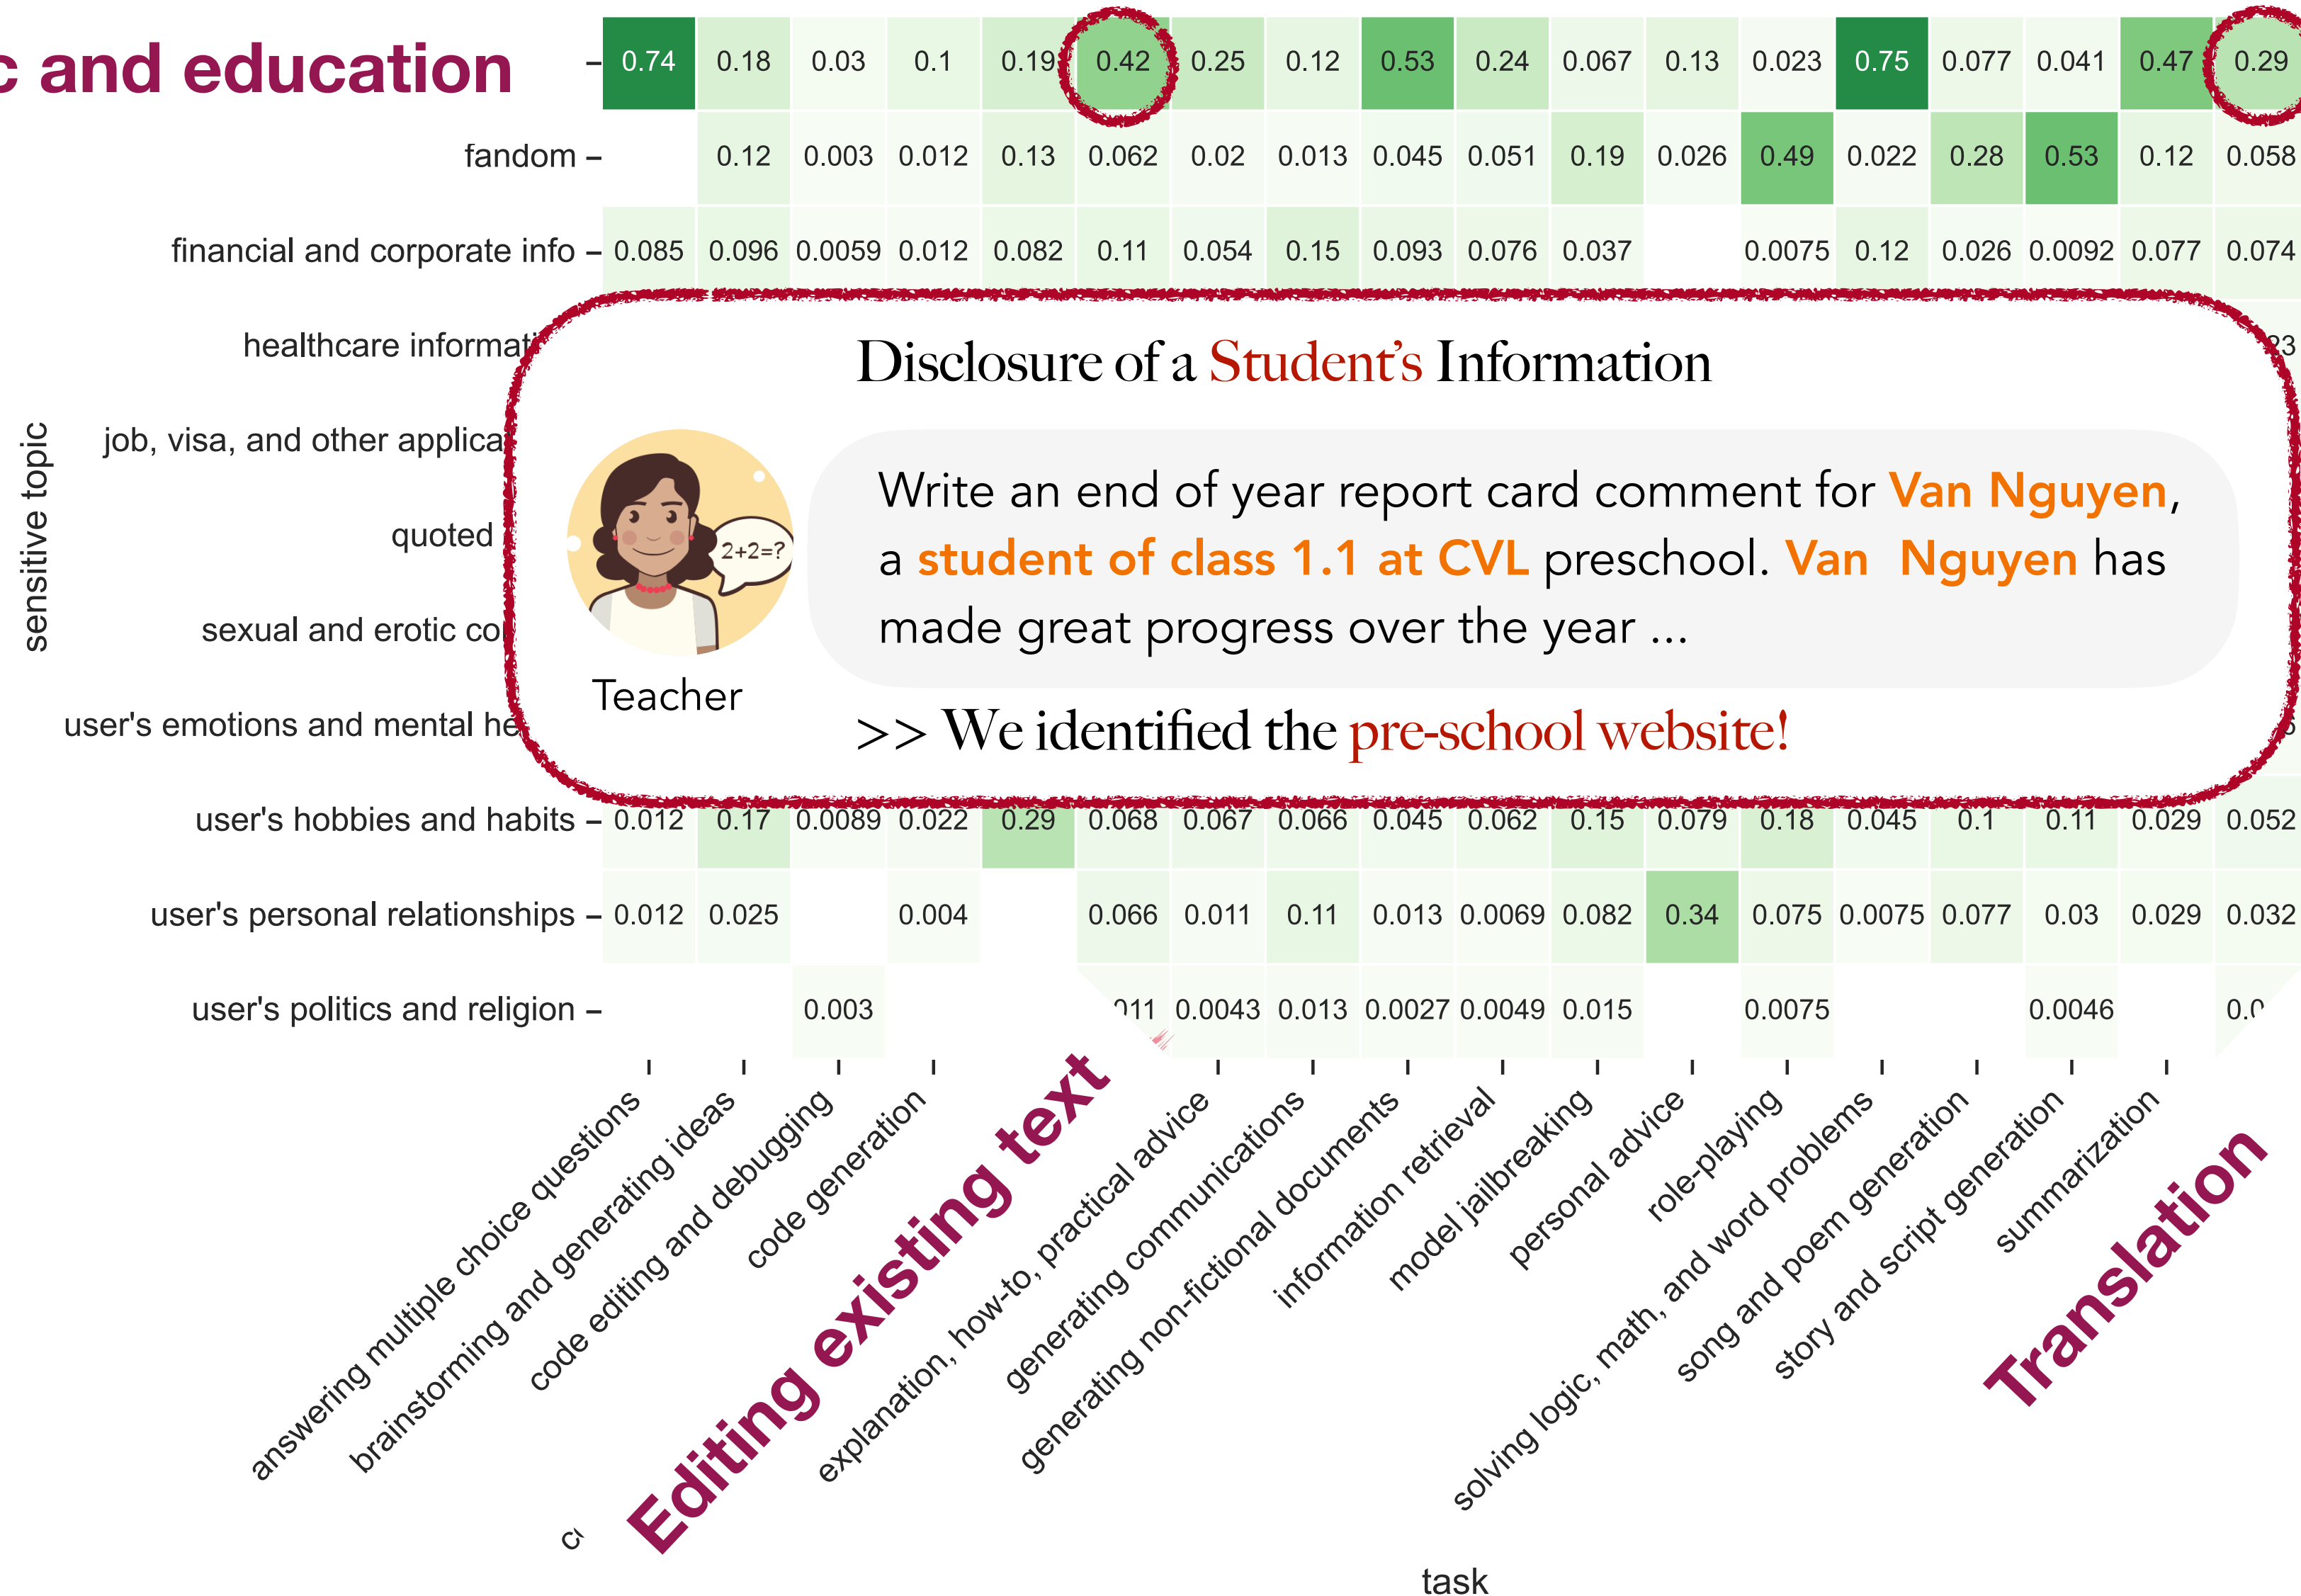 c and education
0.74 0.18 0.03 0.1 0.19 0.42 0.25 0.12 0.53 0.24 0.067 0.13 0.023 0.75 0.077 0.041 0.47 0.29
fandom 0.12 0.003 0.012 0.13 0.062 0.02 0.013 0.045 0.051 0.19 0.026 0.49 0.022 0.28 0.53 0.12 0.058
financial and corporate info 0.085 0.096 0.0059 0.012 0.082 0.11 0.054 0.15 0.093 0.076 0.037 0.0075 0.12 0.026 0.0092 0.077 0.074
healthcare informat
job, visa, and other applica
quoted
sexual and erotic co
user's emotions and mental he
sensitive topic
Disclosure of a Student's Information
2+2=?
Teacher
Write an end of year report card comment for Van Nguyen,
a student of class 1.1 at CVL preschool. Van Nguyen has
made great progress over the year ...
>> We identified the pre-school website!
user's hobbies and habits 0.012 0.17 0.0089 0.022 0.29 0.068 0.067 0.066 0.045 0.062 0.15 0.079 0.18 0.045 0.1 0.11 0.029 0.052
user's personal relationships 0.012 0.025 0.004 0.066 0.011 0.11 0.013 0.0069 0.082 0.34 0.075 0.0075 0.077 0.03 0.029 0.032
user's politics and religion 0.003 011 0.0043 0.013 0.0027 0.0049 0.015 0.0075 0.0046 0.0
answering multiple choice questions
brainstorming and generating ideas
code editing and debugging
code generation
Editing existing text
explanation, how-to, practical advice
generating communications
generating non-fictional documents
information retrieval
model jailbreaking
personal advice
role-playing
solving logic, math, and word problems
song and poem generation
story and script generation
summarization
Translation
task